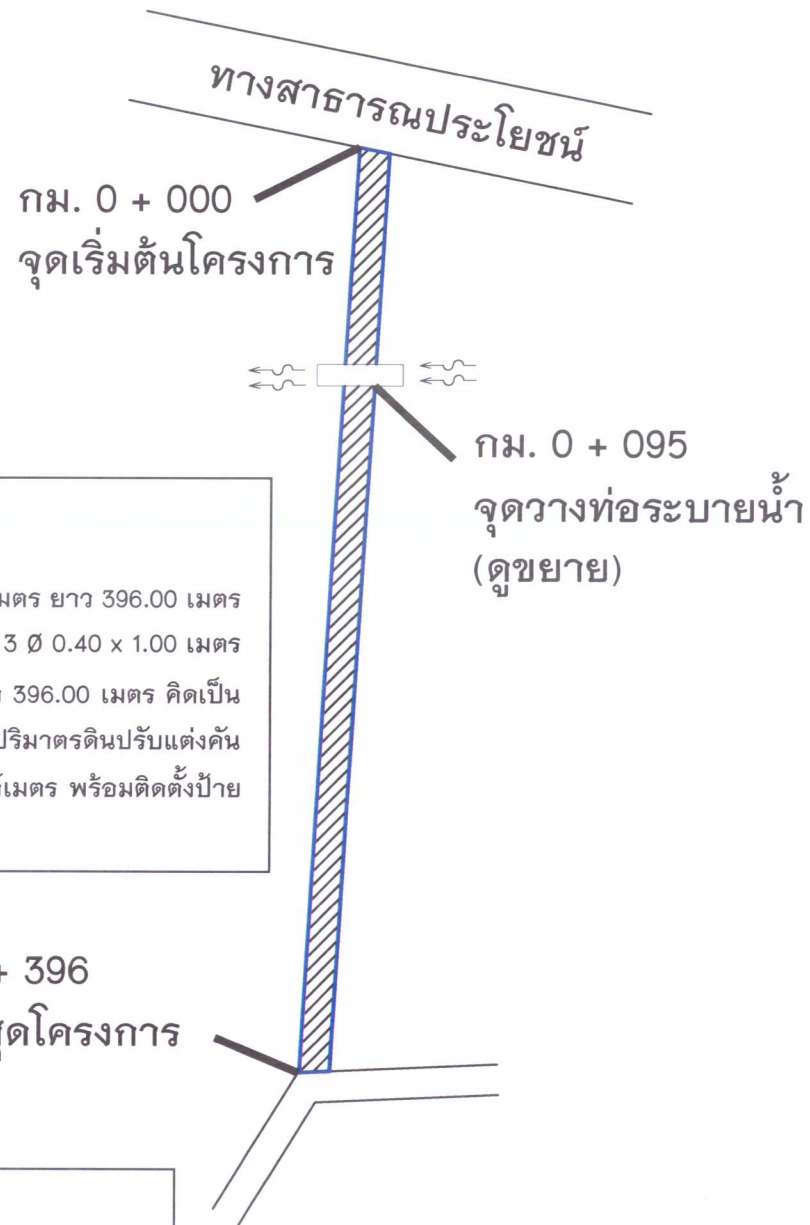 ทางสาธารณประโยชน์
กม. 0 + 000
จุดเริ่มต้นโครงการ
กม. 0 + 095
จุดวางท่อระบายน้ำ
(ดูขยาย)
เมตร ยาว 396.00 เมตร
3 Ø 0.40 x 1.00 เมตร
396.00 เมตร คิดเป็น
ปริมาตรดินปรับแต่งคัน
เมตร พร้อมติดตั้งป้าย
+ 396
สุดโครงการ